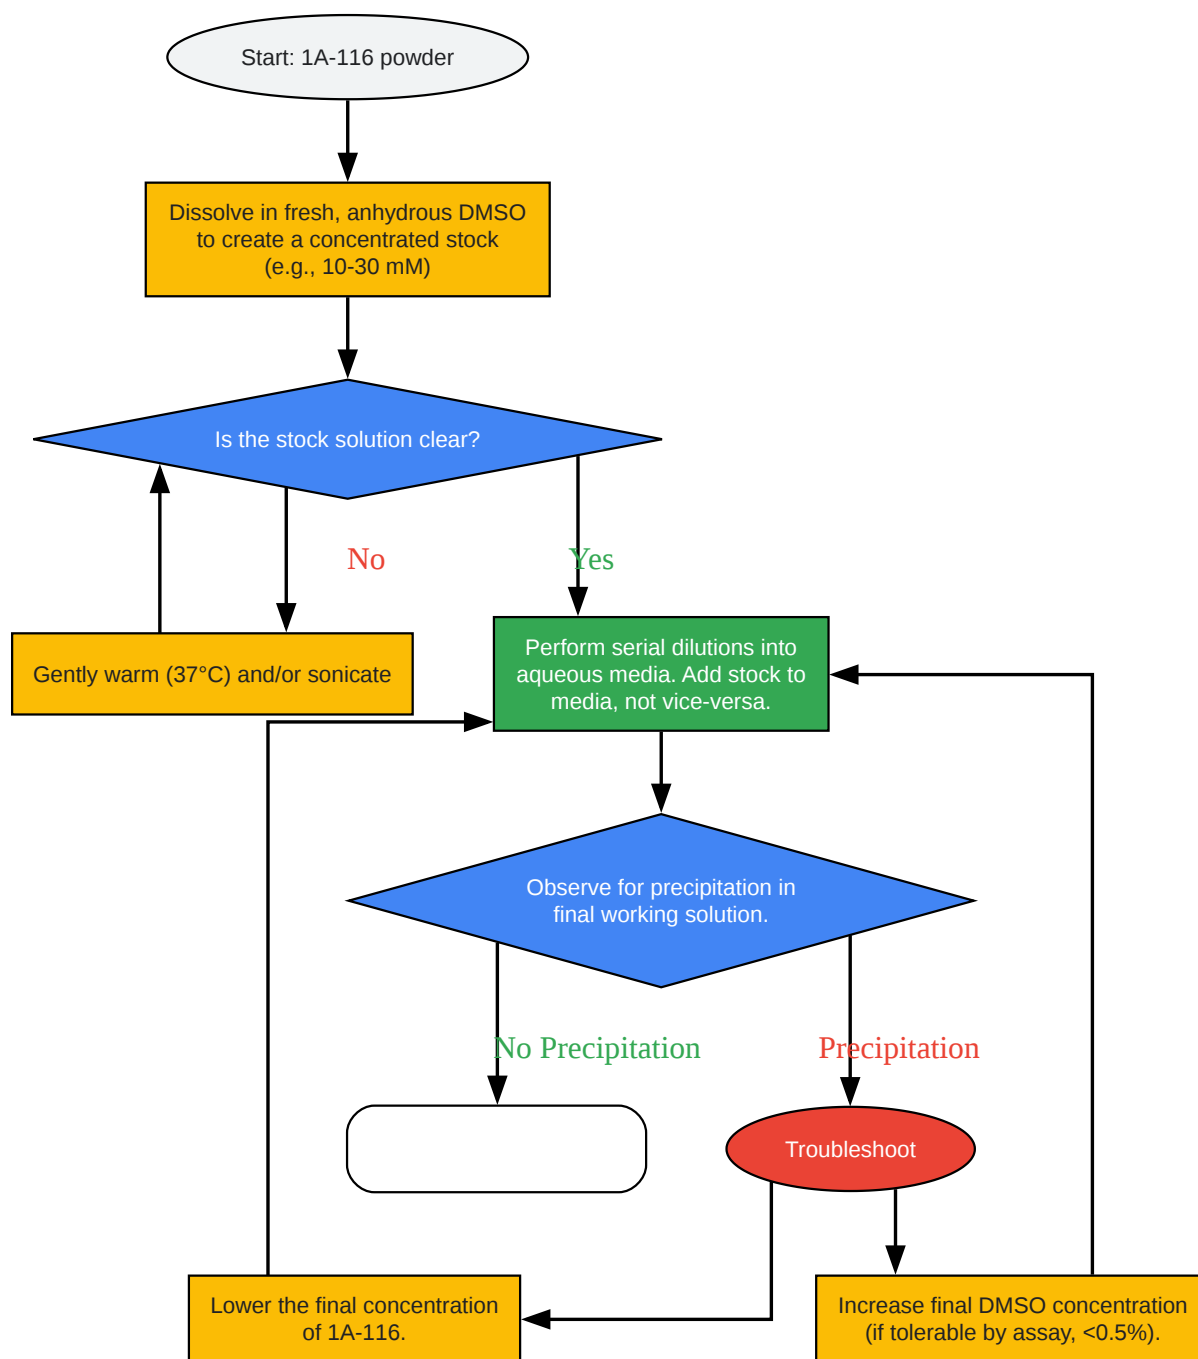 Start: 1A-116 powder
Dissolve in fresh, anhydrous DMSO
to create a concentrated stock
(e.g., 10-30 mM)
Is the stock solution clear?
No
Yes
Gently warm (37°C) and/or sonicate
Perform serial dilutions into
aqueous media. Add stock to
media, not vice-versa.
Observe for precipitation in
final working solution.
No Precipitation
Precipitation
Troubleshoot
Lower the final concentration
of 1A-116.
Increase final DMSO concentration
(if tolerable by assay, <0.5%).